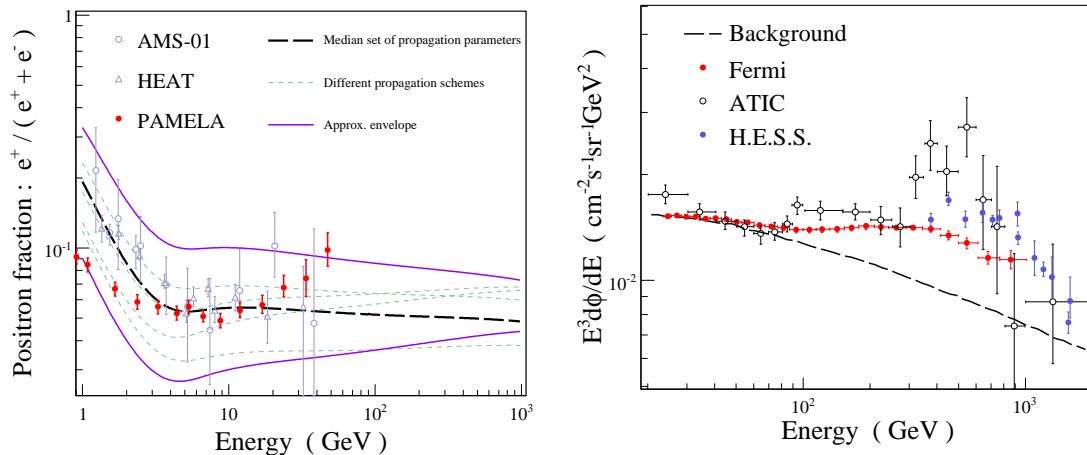 Positron fraction : e⁺ / ( e⁺ + e⁻ )
1
10⁻¹
AMS-01
HEAT
PAMELA
Median set of propagation parameters
Different propagation schemes
Approx. envelope
1 10 10² 10³
Energy ( GeV )
E³dϕ/dE ( cm⁻²s⁻¹sr⁻¹GeV² )
10⁻²
Background
Fermi
ATIC
H.E.S.S.
10² 10³
Energy ( GeV )